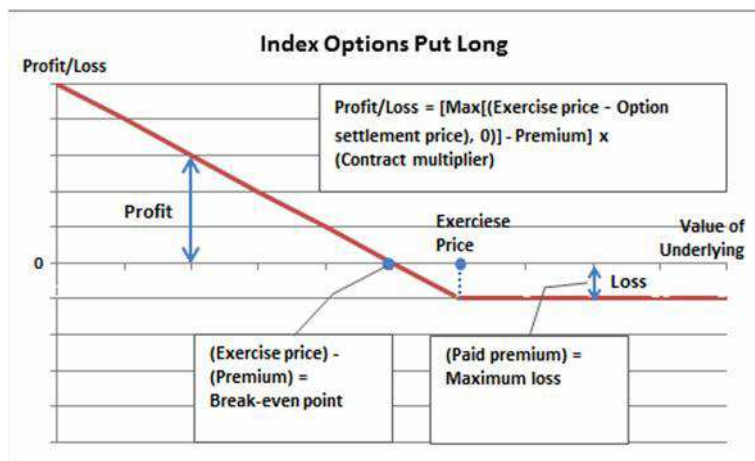 Index Options Put Long
Profit/Loss
Profit/Loss = [Max[(Exercise price - Option
settlement price), 0)] - Premium] x
(Contract multiplier)
Profit
Exerciese
Price
Value of
Underlying
0
Loss
(Exercise price) -
(Premium) =
Break-even point
(Paid premium) =
Maximum loss